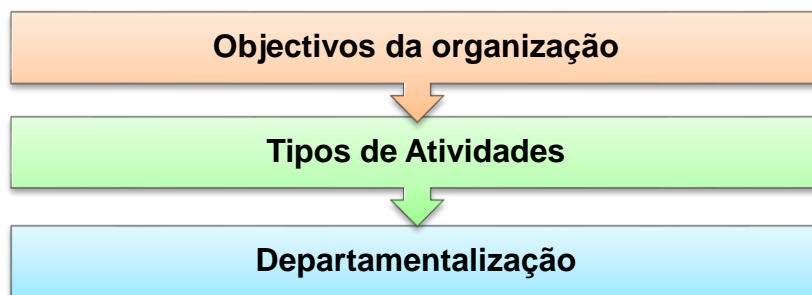 Objectivos da organização
Tipos de Atividades
Departamentalização